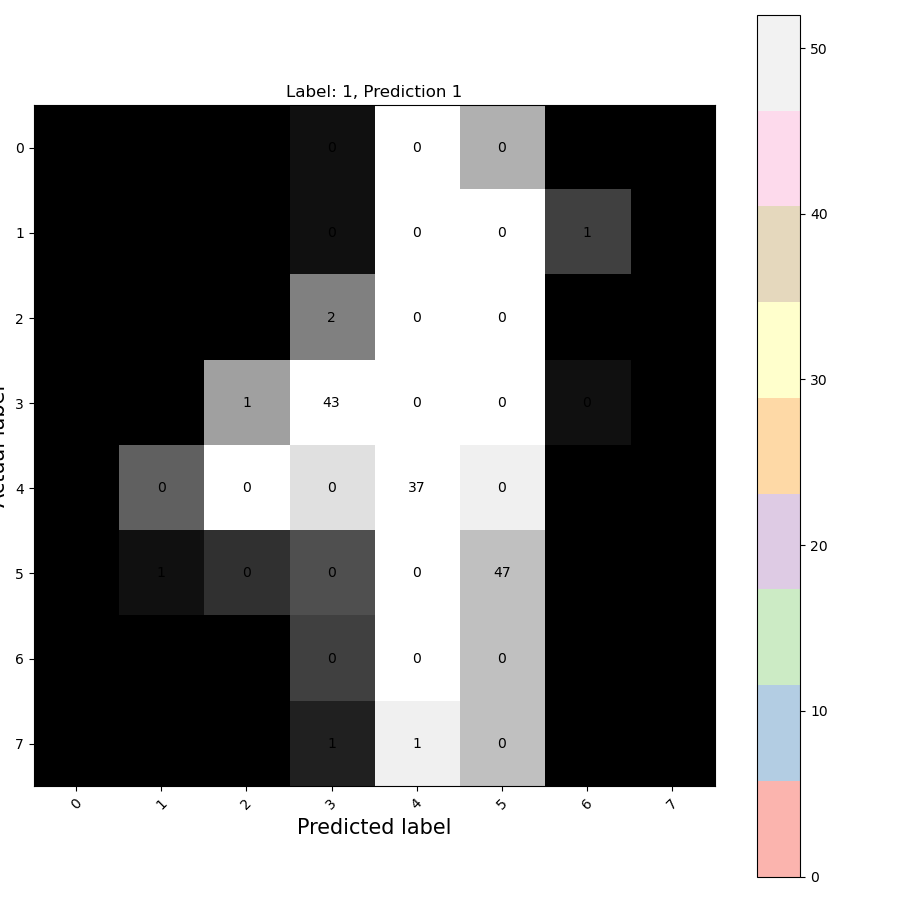 Label: 1, Prediction 1
50
0 0 0 0
1 0 0 0 1
40
2 2 0 0
3 1 43 0 0 0
30
4 0 0 0 37 0
20
5 1 0 0 0 47
6 0 0 0
10
7 1 1 0
0
0 1 2 3 4 5 6 7
Predicted label
Actual label